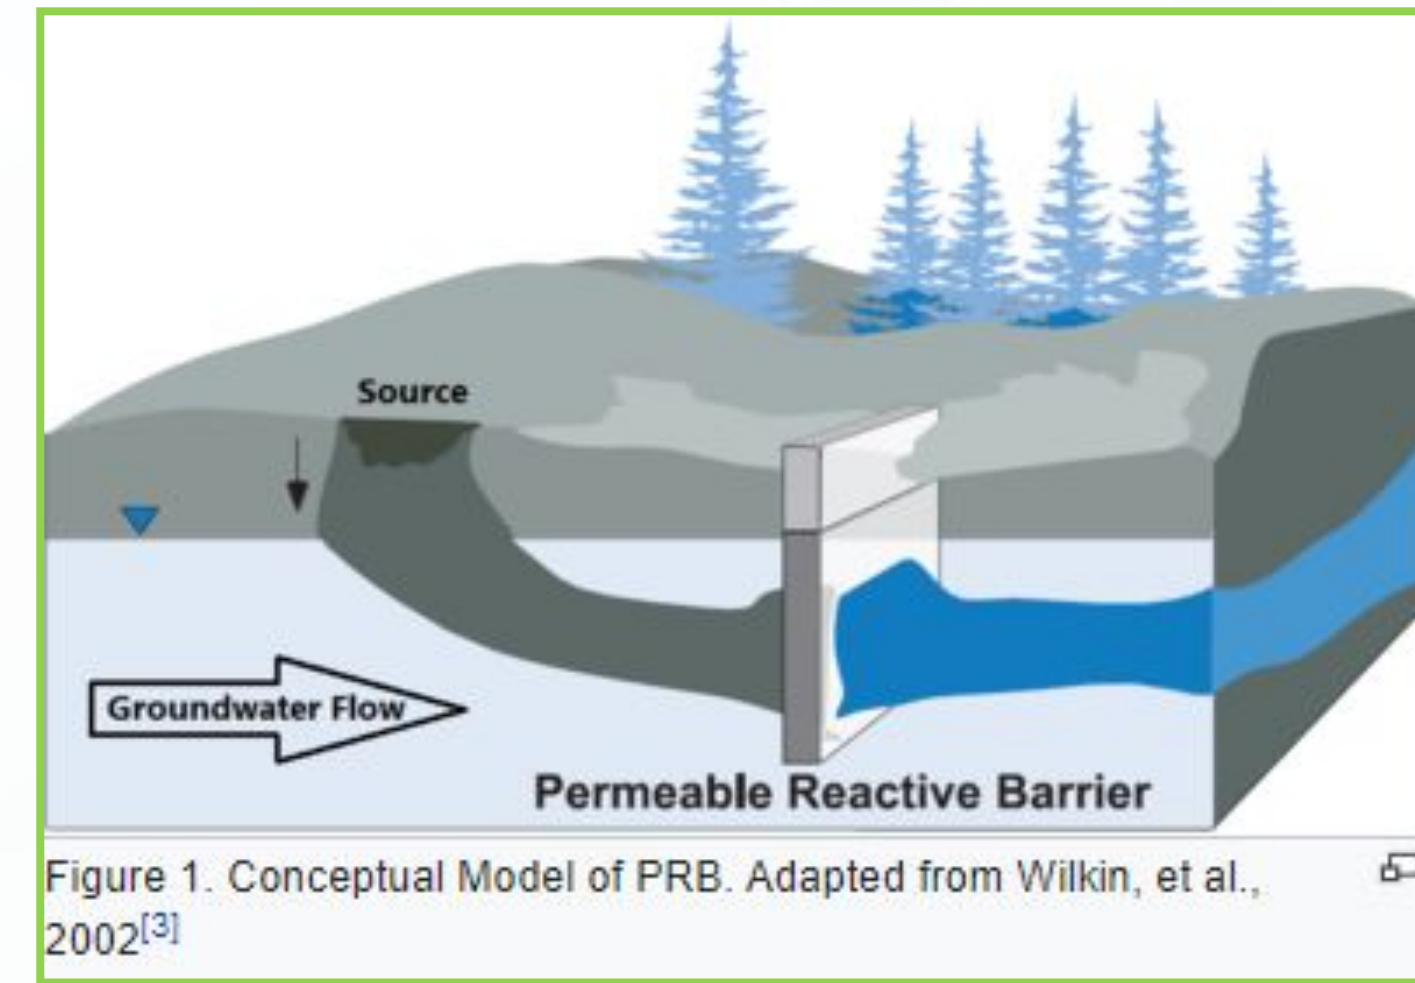 Source
Groundwater Flow
Permeable Reactive Barrier
Figure 1. Conceptual Model of PRB. Adapted from Wilkin, et al.,
2002[3]